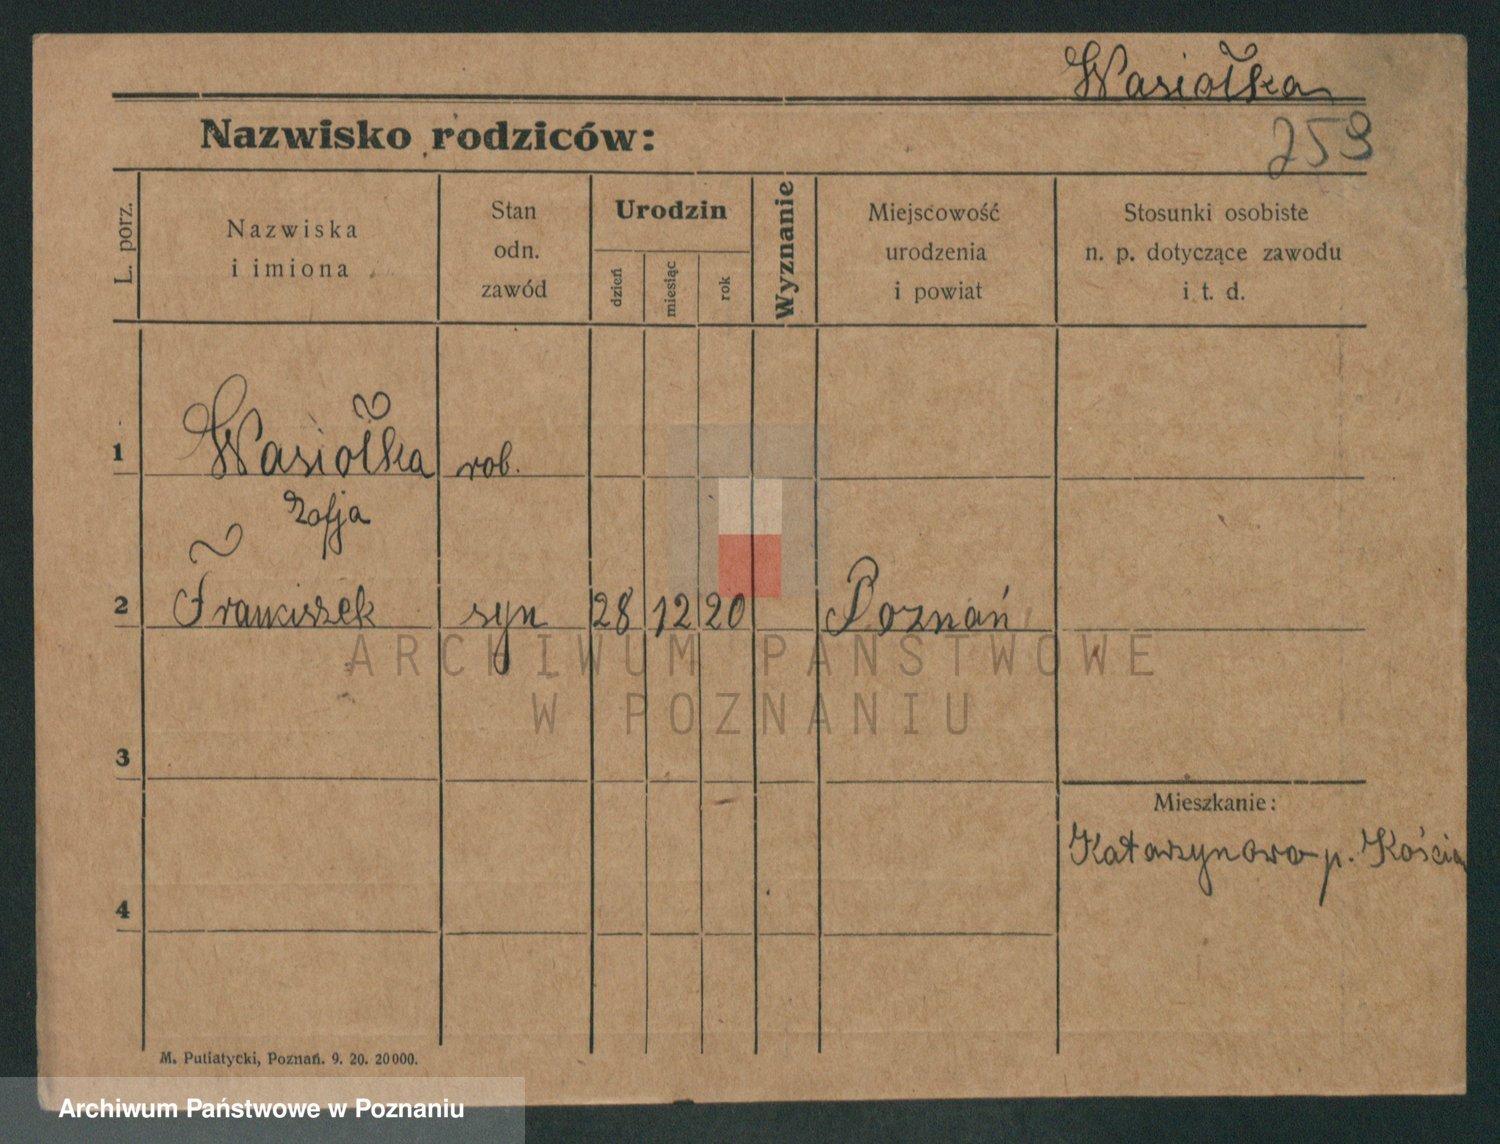 Wasiołka
Nazwisko rodziców:
259
L. porz.
Nazwiska
i imiona
Stan
odn.
zawód
Urodzin
dzień
miesiąc
rok
Wyznanie
Miejscowość
urodzenia
i powiat
Stosunki osobiste
n. p. dotyczące zawodu
i t. d.
1 Wasiołka rob.
Zofja
2 Franciszek syn 28 12 20 Poznań
ARCHIWUM PAŃSTWOWE
W POZNANIU
3
Mieszkanie:
Katarzynowo p. Kościan
4
M. Putiatycki, Poznań. 9. 20. 20000.
Archiwum Państwowe w Poznaniu